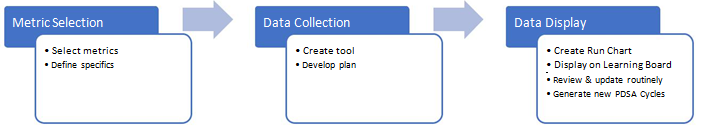 Metric Selection
• Select metrics
• Define specifics
Data Collection
• Create tool
• Develop plan
Data Display
• Create Run Chart
• Display on Learning Board
• Review & update routinely
• Generate new PDSA Cycles